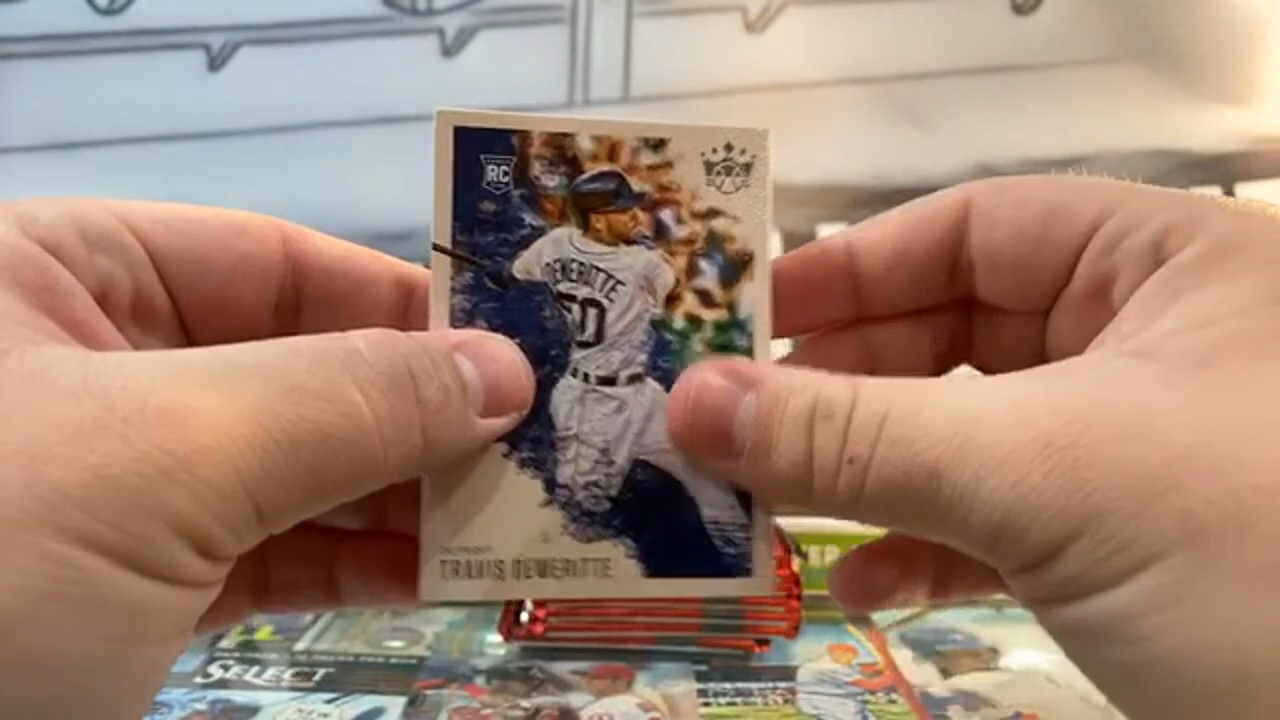 RC
DEMERITTE
50
DETROIT
TRAVIS DEMERITTE
SELECT